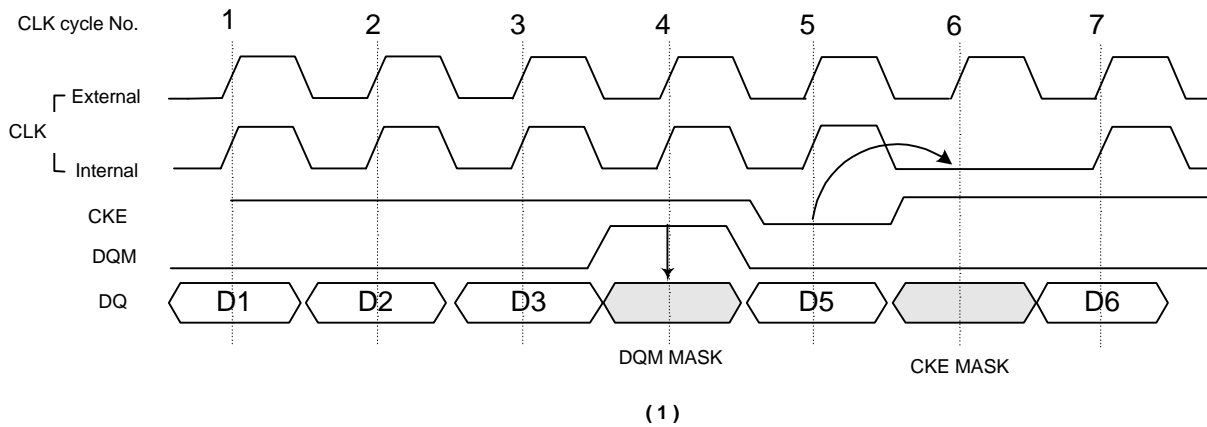 CLK cycle No. 1 2 3 4 5 6 7
External
CLK
Internal
CKE
DQM
DQ D1 D2 D3 D5 D6
DQM MASK CKE MASK
( 1 )